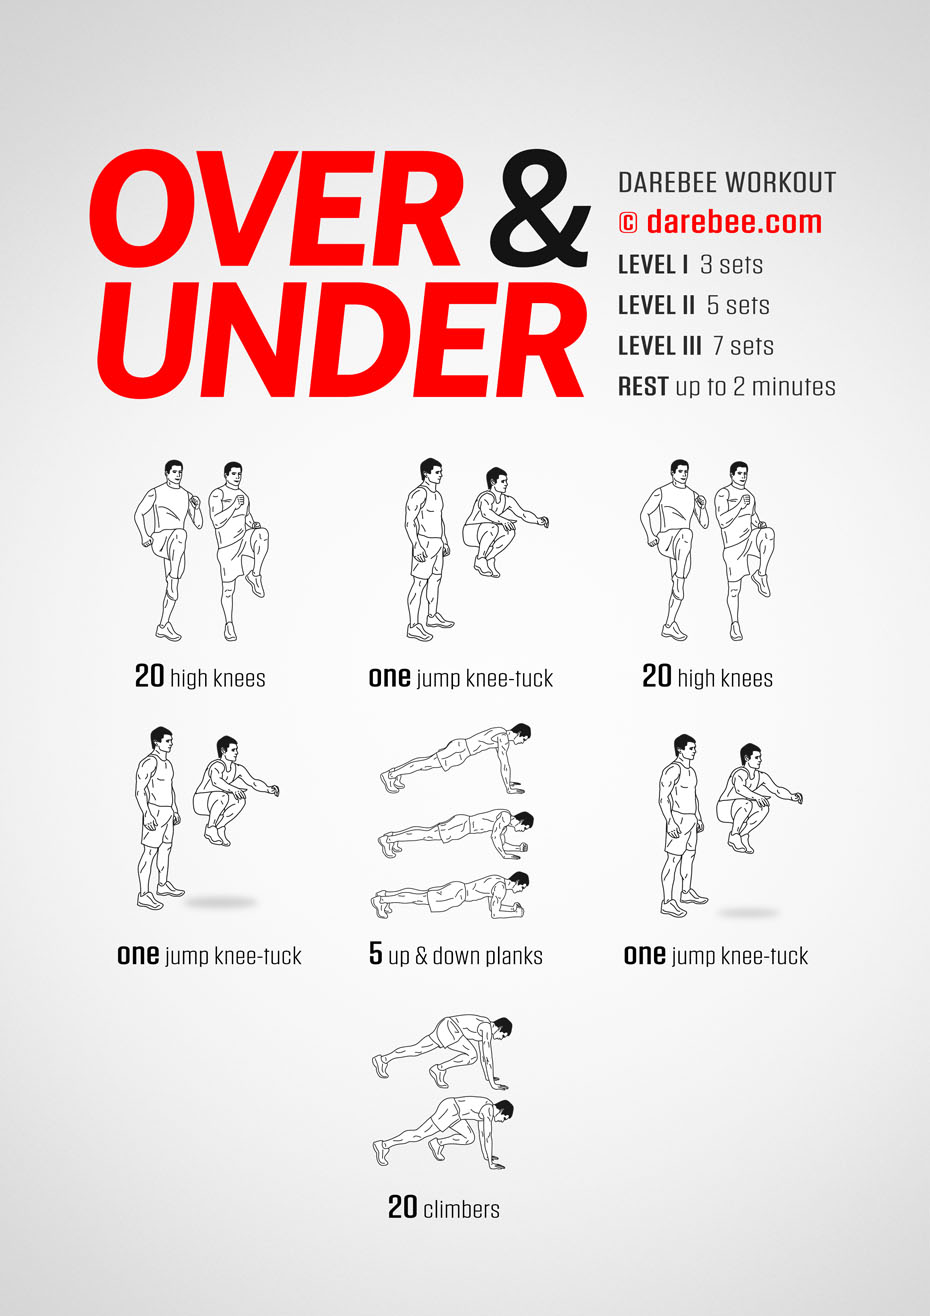 OVER &
UNDER
DAREBEE WORKOUT
© darebee.com
LEVEL I 3 sets
LEVEL II 5 sets
LEVEL III 7 sets
REST up to 2 minutes
20 high knees
one jump knee-tuck
20 high knees
one jump knee-tuck
5 up & down planks
one jump knee-tuck
20 climbers